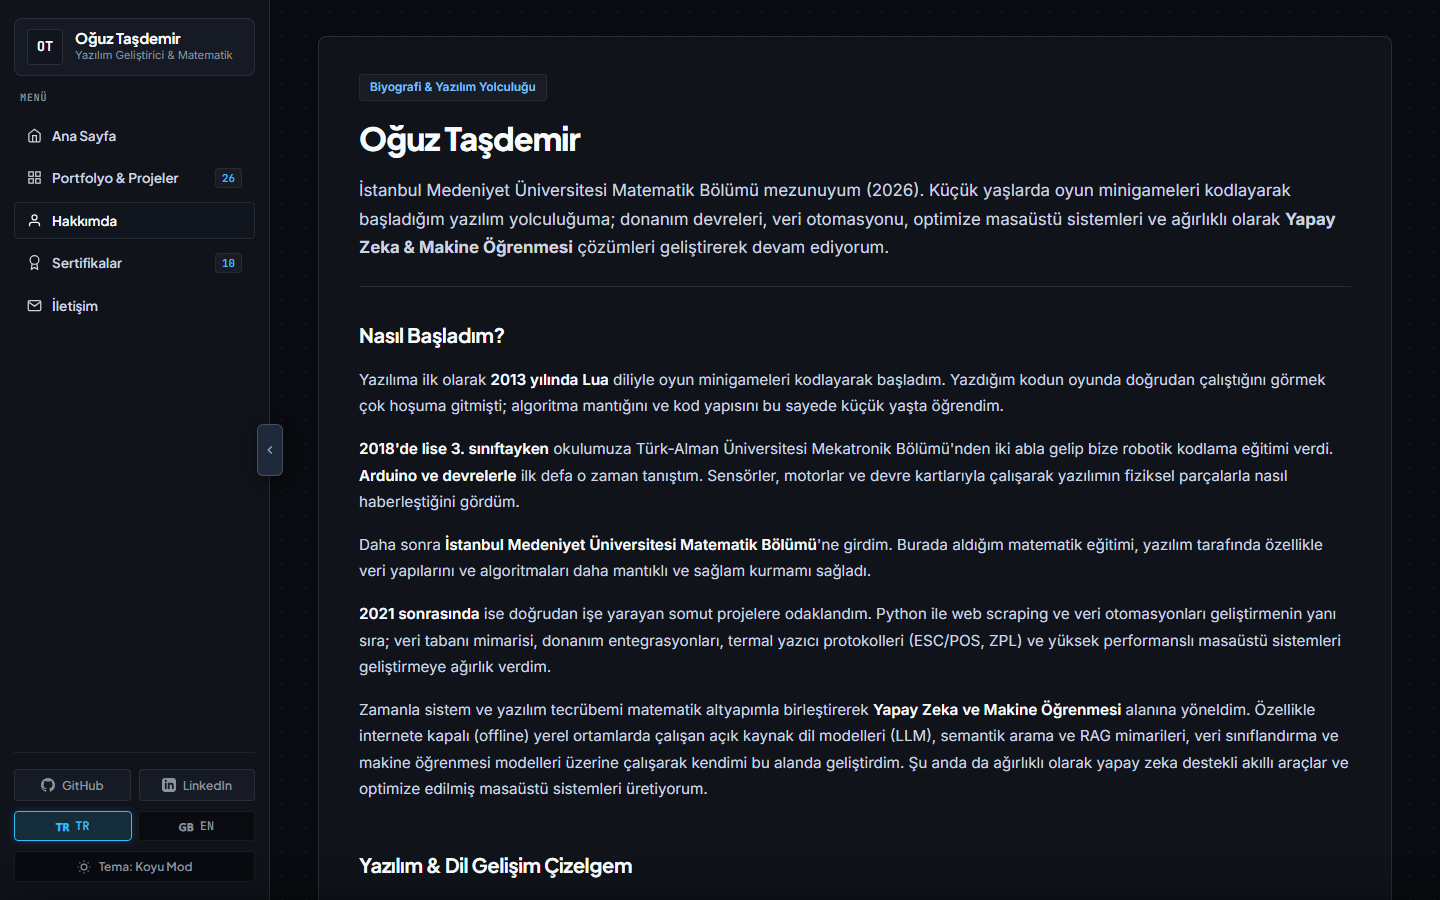 OT
Oğuz Taşdemir
Yazılım Geliştirici & Matematik
MENÜ
Ana Sayfa
Portfolyo & Projeler 26
Hakkımda
Sertifikalar 10
İletişim
GitHub LinkedIn
TR TR GB EN
Tema: Koyu Mod
Biyografi & Yazılım Yolculuğu
Oğuz Taşdemir
İstanbul Medeniyet Üniversitesi Matematik Bölümü mezunuyum (2026). Küçük yaşlarda oyun minigameleri kodlayarak
başladığım yazılım yolculuğuma; donanım devreleri, veri otomasyonu, optimize masaüstü sistemleri ve ağırlıklı olarak Yapay
Zeka & Makine Öğrenmesi çözümleri geliştirerek devam ediyorum.
Nasıl Başladım?
Yazılıma ilk olarak 2013 yılında Lua diliyle oyun minigameleri kodlayarak başladım. Yazdığım kodun oyunda doğrudan çalıştığını görmek
çok hoşuma gitmişti; algoritma mantığını ve kod yapısını bu sayede küçük yaşta öğrendim.
2018'de lise 3. sınıftayken okulumuza Türk-Alman Üniversitesi Mekatronik Bölümü'nden iki abla gelip bize robotik kodlama eğitimi verdi.
Arduino ve devrelerle ilk defa o zaman tanıştım. Sensörler, motorlar ve devre kartlarıyla çalışarak yazılımın fiziksel parçalarla nasıl
haberleştiğini gördüm.
Daha sonra İstanbul Medeniyet Üniversitesi Matematik Bölümü'ne girdim. Burada aldığım matematik eğitimi, yazılım tarafında özellikle
veri yapılarını ve algoritmaları daha mantıklı ve sağlam kurmamı sağladı.
2021 sonrasında ise doğrudan işe yarayan somut projelere odaklandım. Python ile web scraping ve veri otomasyonları geliştirmenin yanı
sıra; veri tabanı mimarisi, donanım entegrasyonları, termal yazıcı protokolleri (ESC/POS, ZPL) ve yüksek performanslı masaüstü sistemleri
geliştirmeye ağırlık verdim.
Zamanla sistem ve yazılım tecrübemi matematik altyapımla birleştirerek Yapay Zeka ve Makine Öğrenmesi alanına yöneldim. Özellikle
internete kapalı (offline) yerel ortamlarda çalışan açık kaynak dil modelleri (LLM), semantik arama ve RAG mimarileri, veri sınıflandırma ve
makine öğrenmesi modelleri üzerine çalışarak kendimi bu alanda geliştirdim. Şu anda da ağırlıklı olarak yapay zeka destekli akıllı araçlar ve
optimize edilmiş masaüstü sistemleri üretiyorum.
Yazılım & Dil Gelişim Çizelgem